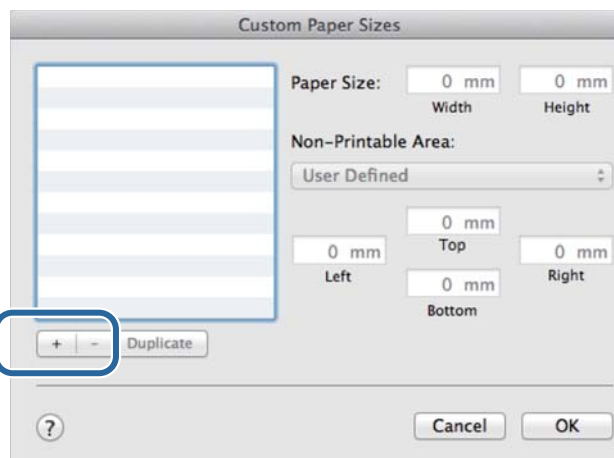 Custom Paper Sizes
Paper Size: 0 mm 0 mm
Width Height
Non-Printable Area:
User Defined
0 mm
Top
0 mm 0 mm
Left Right
0 mm
Bottom
+ - Duplicate
? Cancel OK